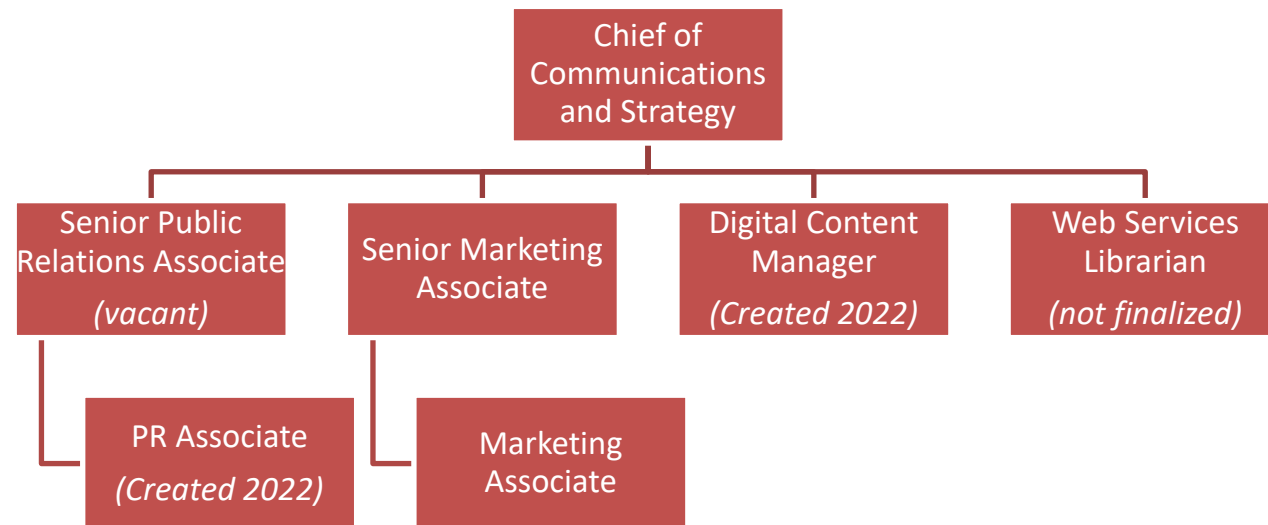 Chief of
Communications
and Strategy
Senior Public
Relations Associate
(vacant)
Senior Marketing
Associate
Digital Content
Manager
(Created 2022)
Web Services
Librarian
(not finalized)
PR Associate
(Created 2022)
Marketing
Associate